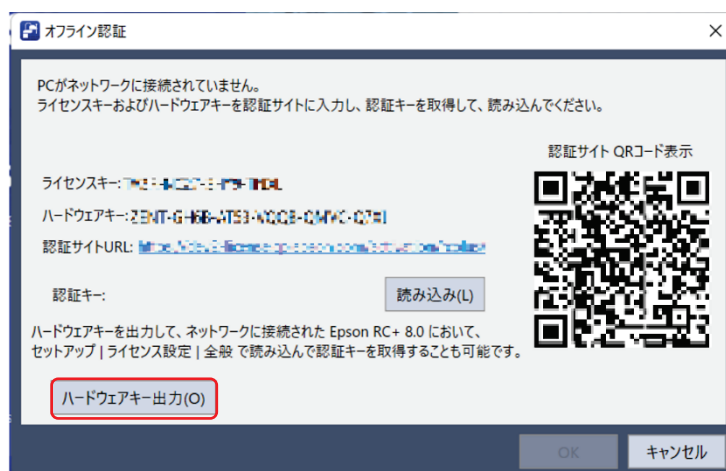 オフライン認証
PCがネットワークに接続されていません。
ライセンスキーおよびハードウェアキーを認証サイトに入力し、認証キーを取得して、読み込んでください。
認証サイト QRコード表示
ライセンスキー:
ハードウェアキー:
認証サイトURL:
認証キー:
読み込み(L)
ハードウェアキーを出力して、ネットワークに接続された Epson RC+ 8.0 において、
セットアップ | ライセンス設定 | 全般 で読み込んで認証キーを取得することも可能です。
ハードウェアキー出力(O)
OK
キャンセル